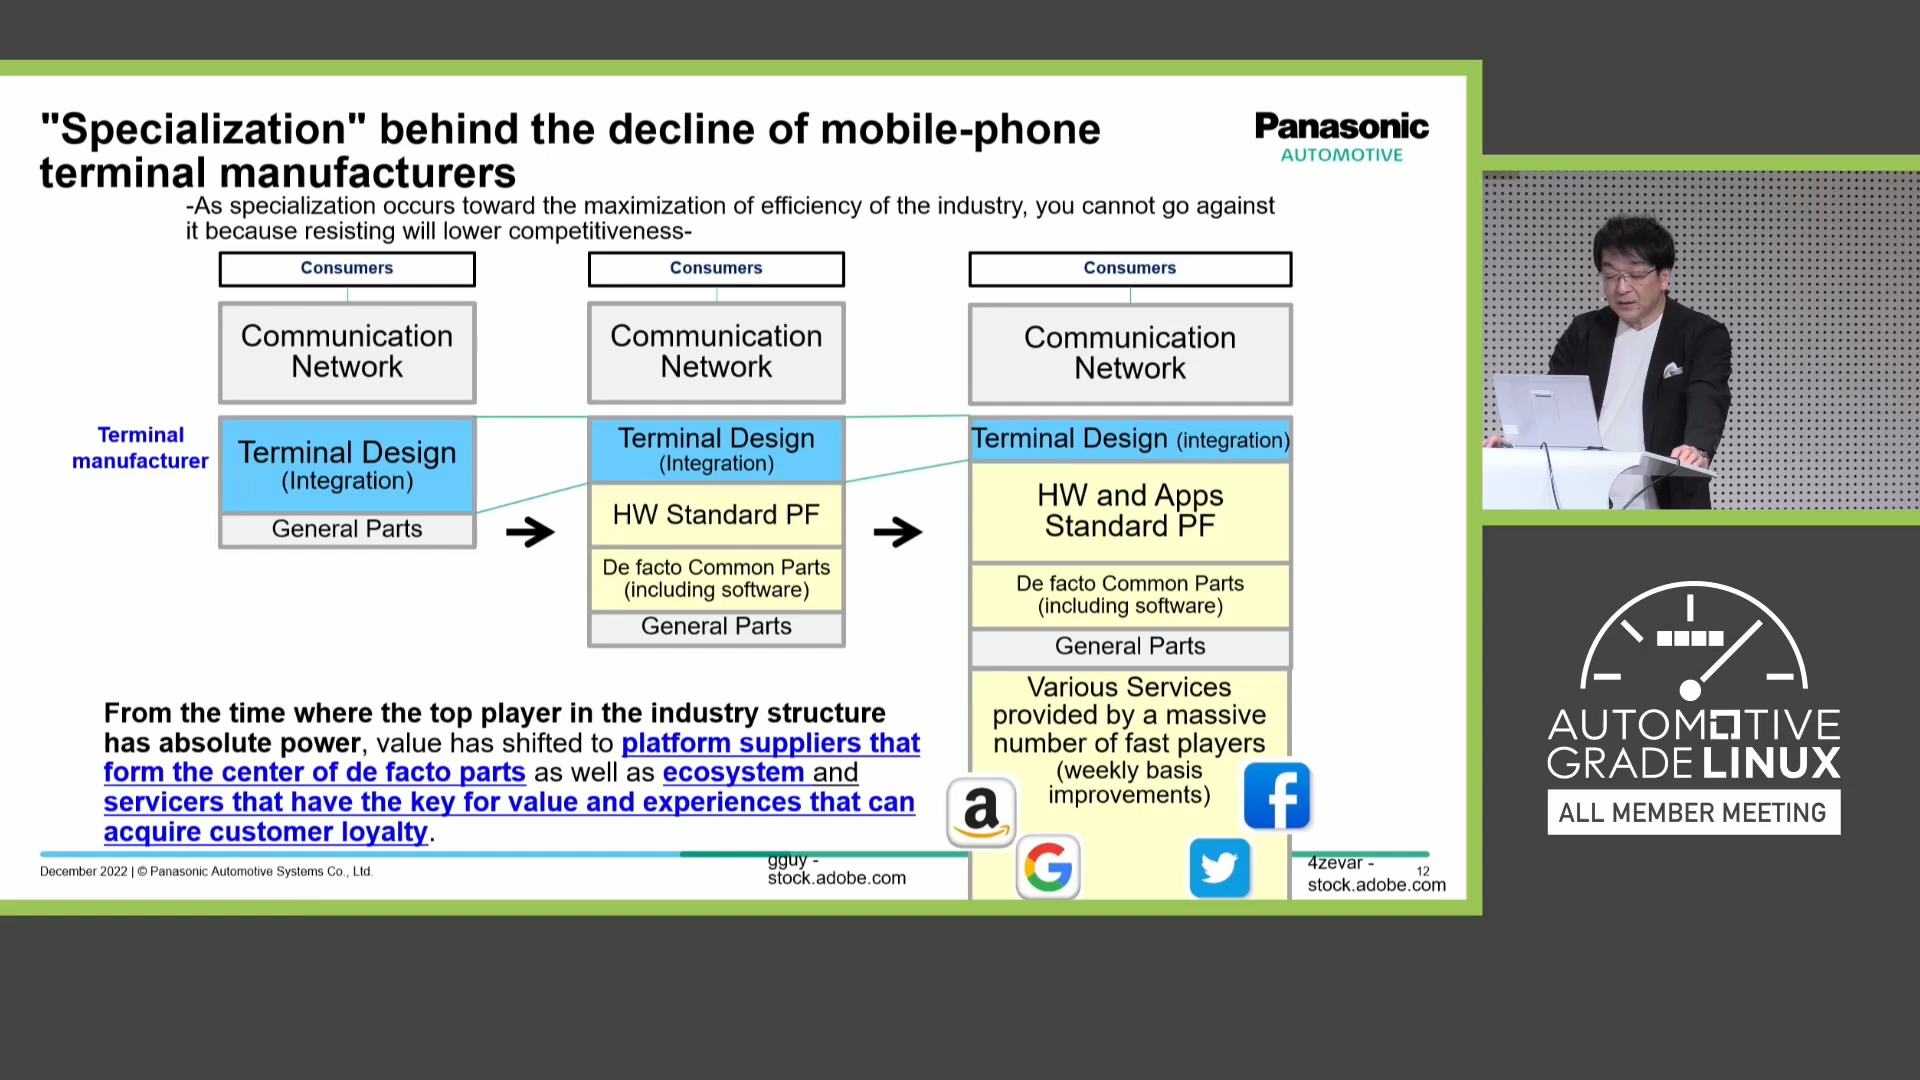 "Specialization" behind the decline of mobile-phone
terminal manufacturers
Panasonic
AUTOMOTIVE
-As specialization occurs toward the maximization of efficiency of the industry, you cannot go against
it because resisting will lower competitiveness-
Consumers
Communication
Network
Terminal
manufacturer
Terminal Design
(Integration)
General Parts
Consumers
Communication
Network
Terminal Design
(Integration)
HW Standard PF
De facto Common Parts
(including software)
General Parts
Consumers
Communication
Network
Terminal Design (integration)
HW and Apps
Standard PF
De facto Common Parts
(including software)
General Parts
Various Services
provided by a massive
number of fast players
(weekly basis
improvements)
a
f
G
From the time where the top player in the industry structure
has absolute power, value has shifted to platform suppliers that
form the center of de facto parts as well as ecosystem and
servicers that have the key for value and experiences that can
acquire customer loyalty.
December 2022 | © Panasonic Automotive Systems Co., Ltd.
gguy -
stock.adobe.com
4zevar -
stock.adobe.com
12
AUTOMOTIVE
GRADE LINUX
ALL MEMBER MEETING